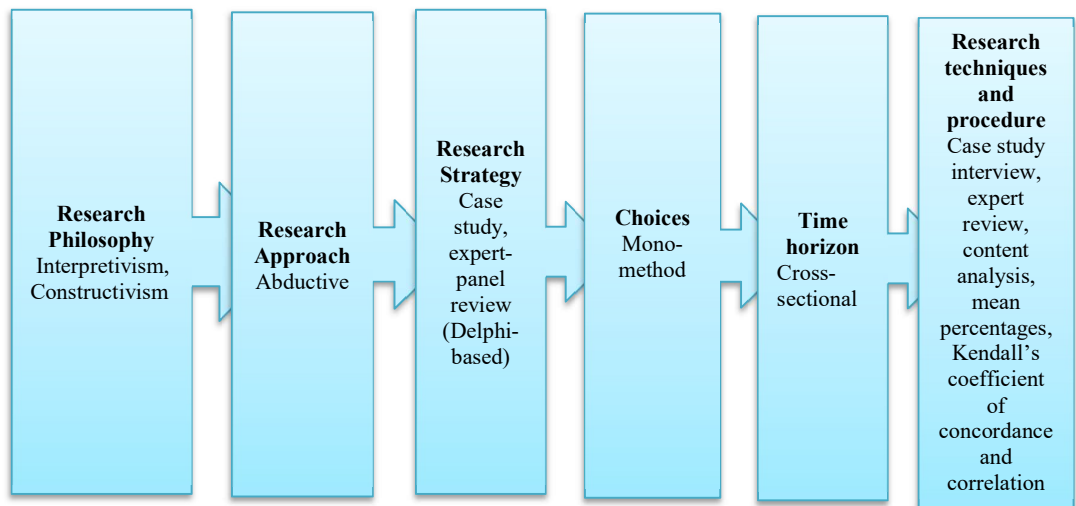 Research
Philosophy
Interpretivism,
Constructivism
Research
Approach
Abductive
Research
Strategy
Case
study,
expert-
panel
review
(Delphi-
based)
Choices
Mono-
method
Time
horizon
Cross-
sectional
Research
techniques
and
procedure
Case study
interview,
expert
review,
content
analysis,
mean
percentages,
Kendall’s
coefficient
of
concordance
and
correlation